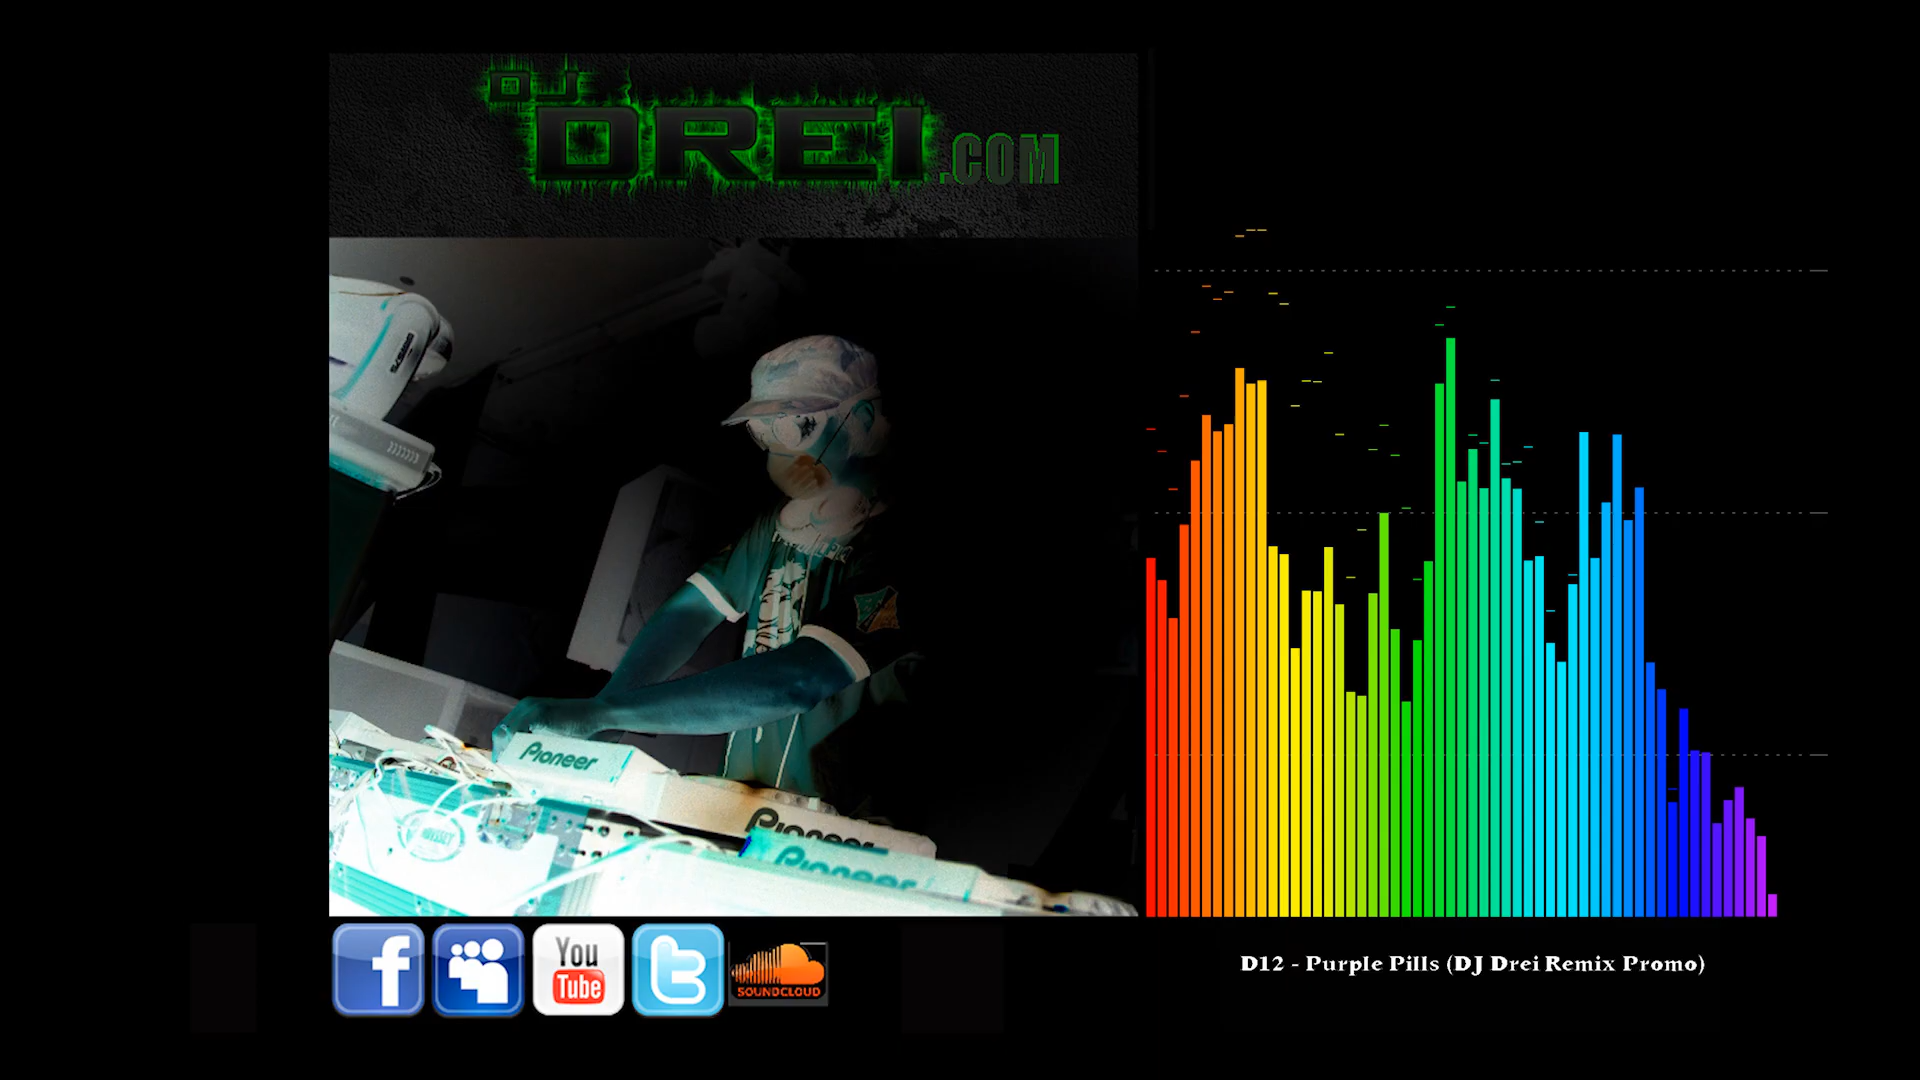 DJ
DREI.COM
Pioneer
Pioneer
Pioneer
f
You
Tube
t
SOUNDCLOUD
D12 - Purple Pills (DJ Drei Remix Promo)